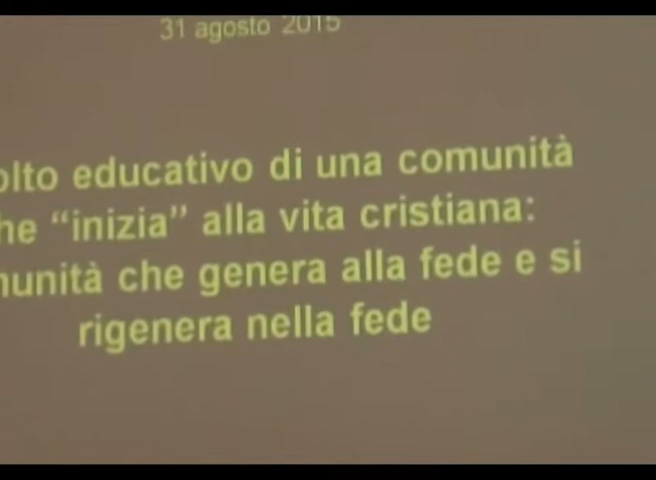 31 agosto 2015
olto educativo di una comunità
he “inizia” alla vita cristiana:
munità che genera alla fede e si
rigenera nella fede